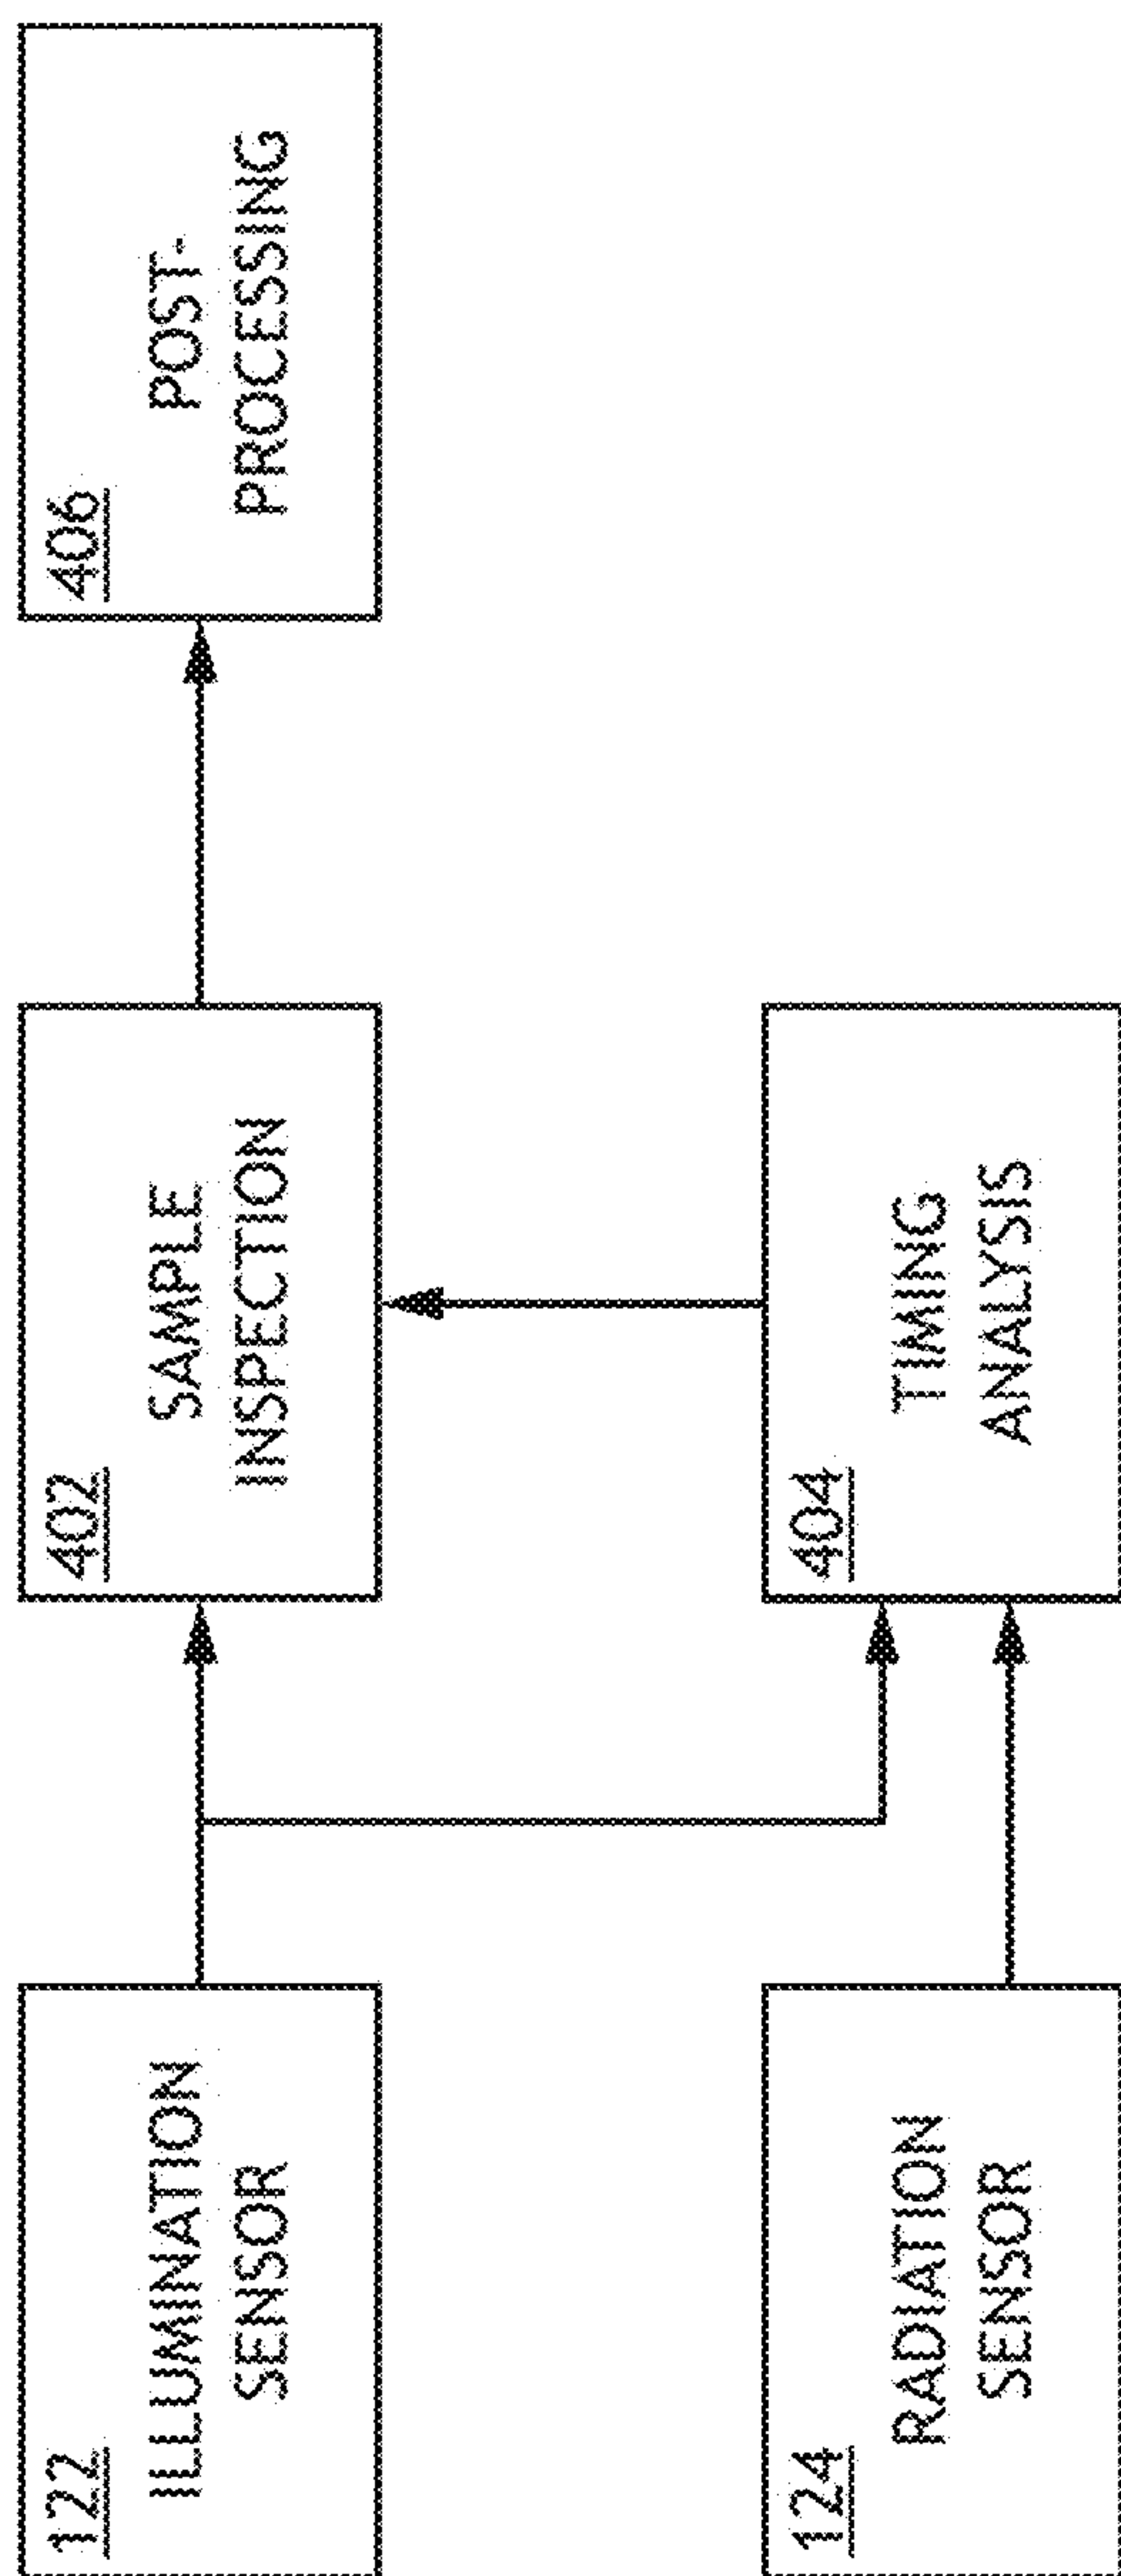 122
ILLUMINATION
SENSOR
402
SAMPLE
INSPECTION
406
POST-
PROCESSING
124
RADIATION
SENSOR
404
TIMING
ANALYSIS